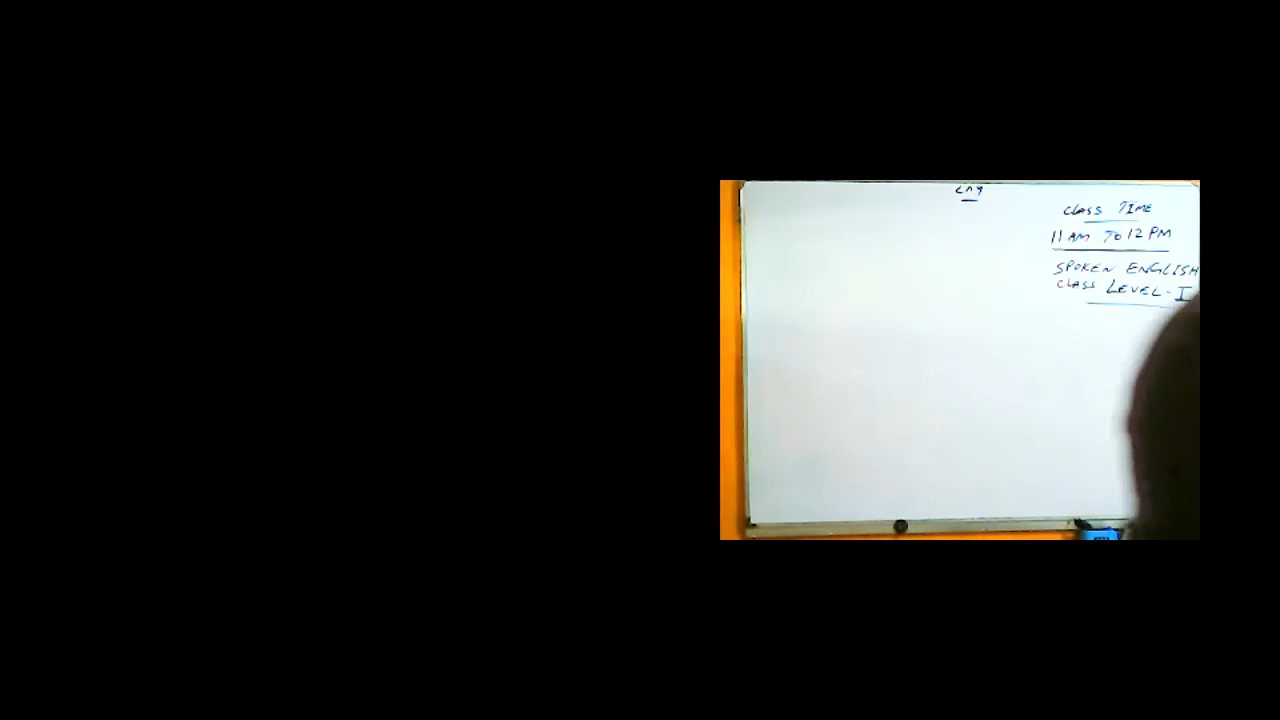 CLASS TIME
11 AM TO 12 PM
SPOKEN ENGLISH
CLASS LEVEL-I